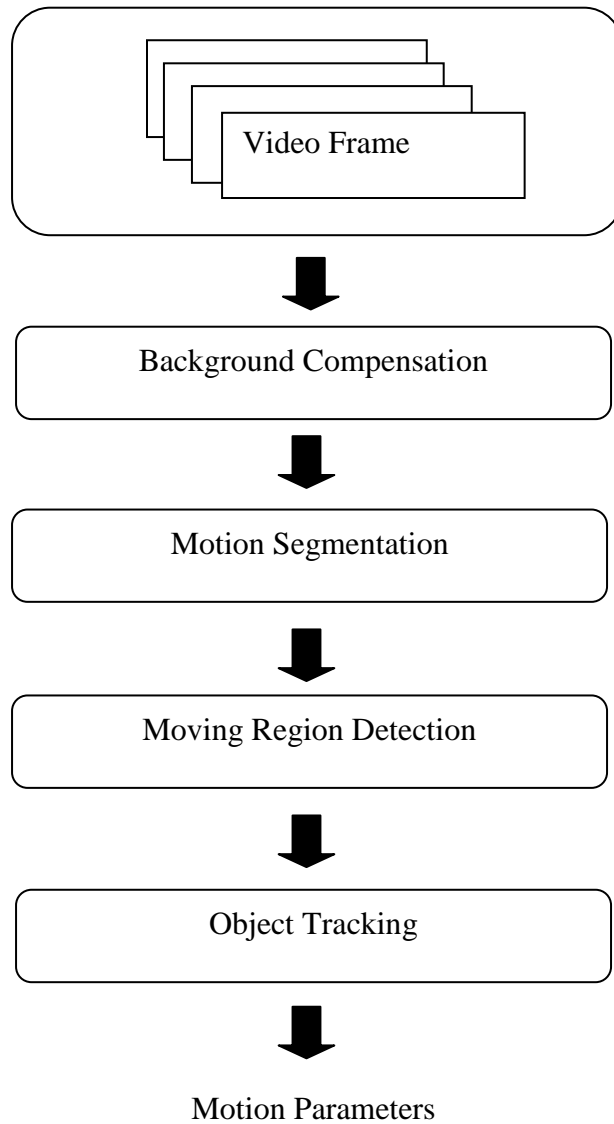 Video Frame
Background Compensation
Motion Segmentation
Moving Region Detection
Object Tracking
Motion Parameters